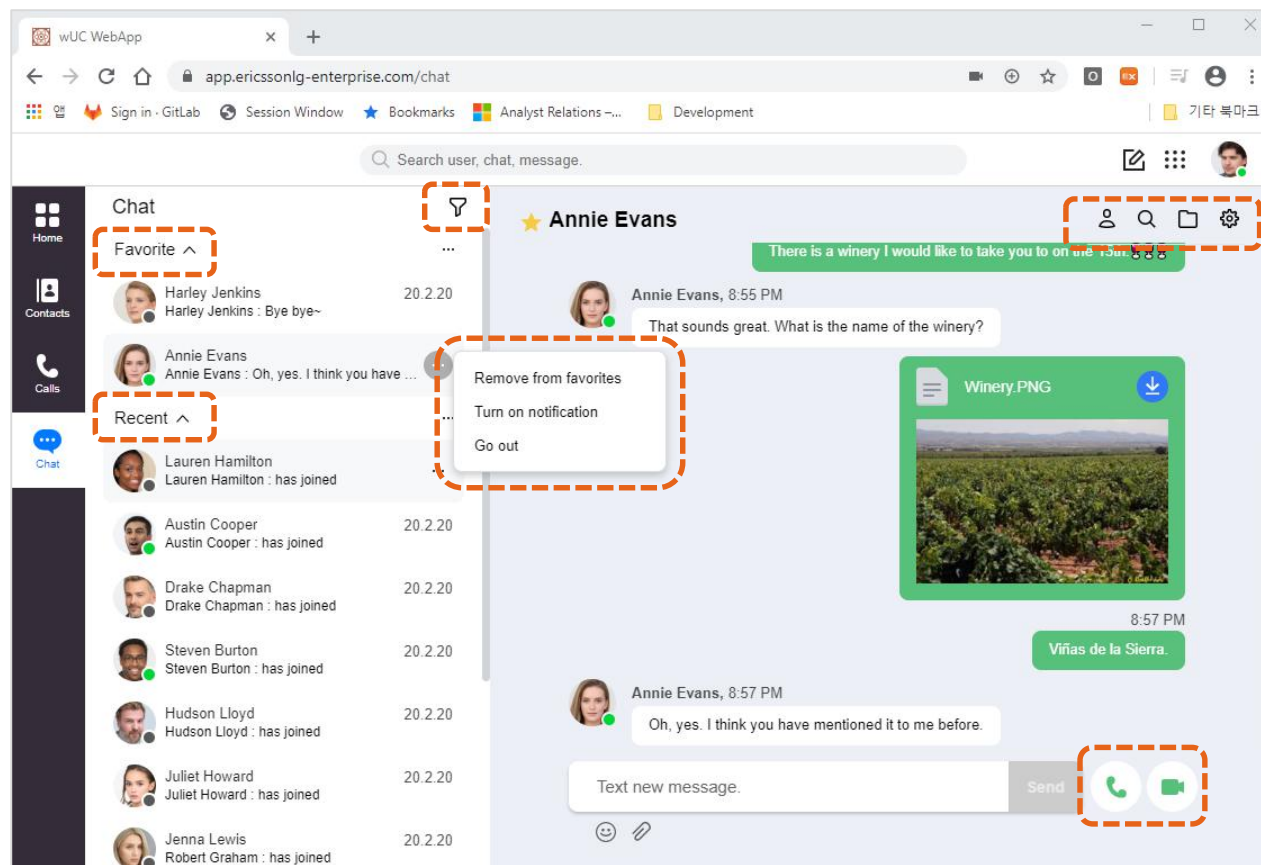 wUC WebApp
app.ericssonlg-enterprise.com/chat
앱 Sign in · GitLab Session Window Bookmarks Analyst Relations –... Development 기타 북마크
Search user, chat, message.
Home
Contacts
Calls
Chat
Chat
Favorite
Harley Jenkins 20.2.20
Harley Jenkins : Bye bye~
Annie Evans
Annie Evans : Oh, yes. I think you have ...
Recent
Lauren Hamilton
Lauren Hamilton : has joined
Austin Cooper 20.2.20
Austin Cooper : has joined
Drake Chapman 20.2.20
Drake Chapman : has joined
Steven Burton 20.2.20
Steven Burton : has joined
Hudson Lloyd 20.2.20
Hudson Lloyd : has joined
Juliet Howard 20.2.20
Juliet Howard : has joined
Jenna Lewis 20.2.20
Robert Graham : has joined
Remove from favorites
Turn on notification
Go out
Annie Evans
There is a winery I would like to take you to on the 15th.
Annie Evans, 8:55 PM
That sounds great. What is the name of the winery?
Winery.PNG
8:57 PM
Viñas de la Sierra.
Annie Evans, 8:57 PM
Oh, yes. I think you have mentioned it to me before.
Text new message. Send